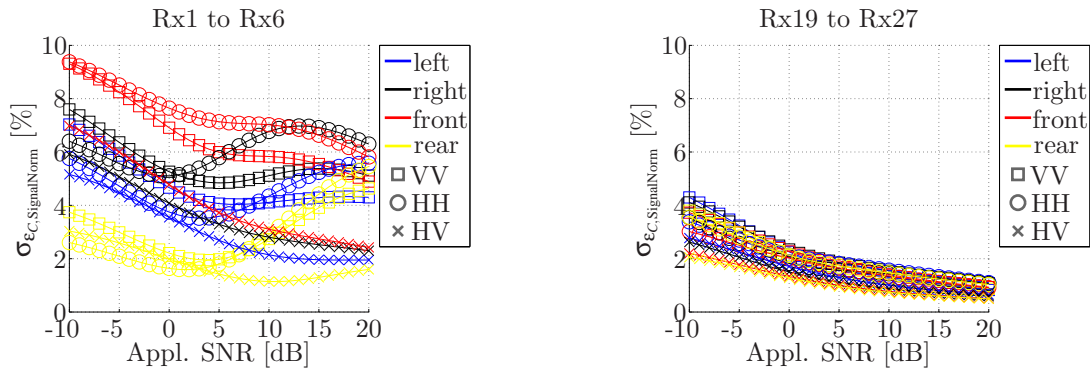 Rx1 to Rx6
σεC,SignalNorm [%]
10
8
6
4
2
0
-10 -5 0 5 10 15 20
Appl. SNR [dB]
left
right
front
rear
VV
HH
HV
Rx19 to Rx27
σεC,SignalNorm [%]
10
8
6
4
2
0
-10 -5 0 5 10 15 20
Appl. SNR [dB]
left
right
front
rear
VV
HH
HV